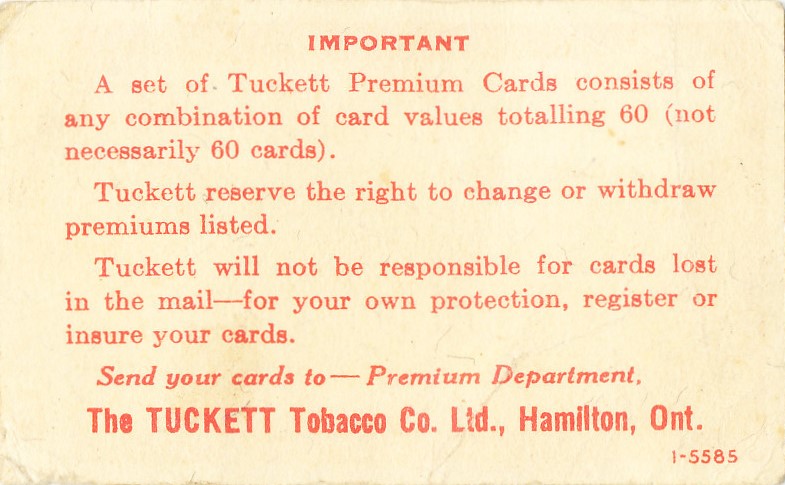 IMPORTANT
A set of Tuckett Premium Cards consists of
any combination of card values totalling 60 (not
necessarily 60 cards).
Tuckett reserve the right to change or withdraw
premiums listed.
Tuckett will not be responsible for cards lost
in the mail—for your own protection, register or
insure your cards.
Send your cards to—Premium Department,
The TUCKETT Tobacco Co. Ltd., Hamilton, Ont.
1-5585